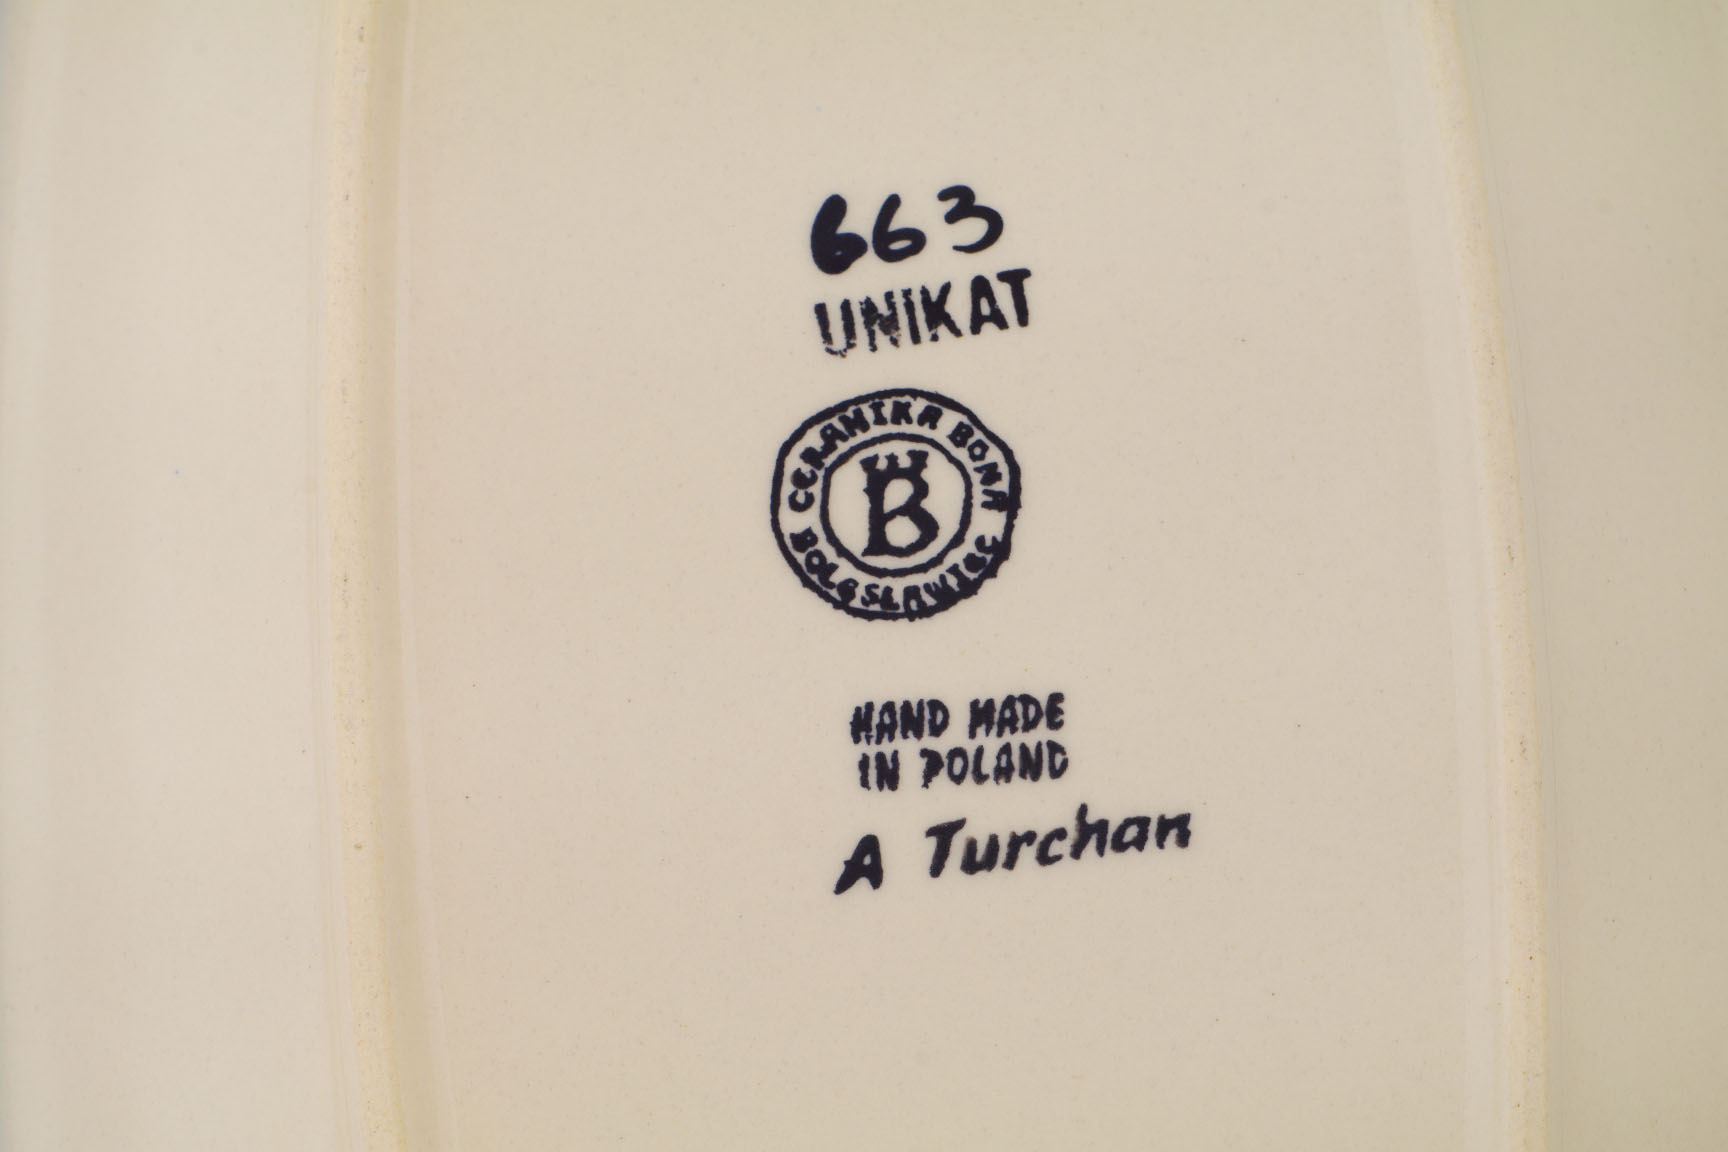 663
UNIKAT
CERAMIKA BONA
B
BOLESLAWIEC
HAND MADE
IN POLAND
A Turchan